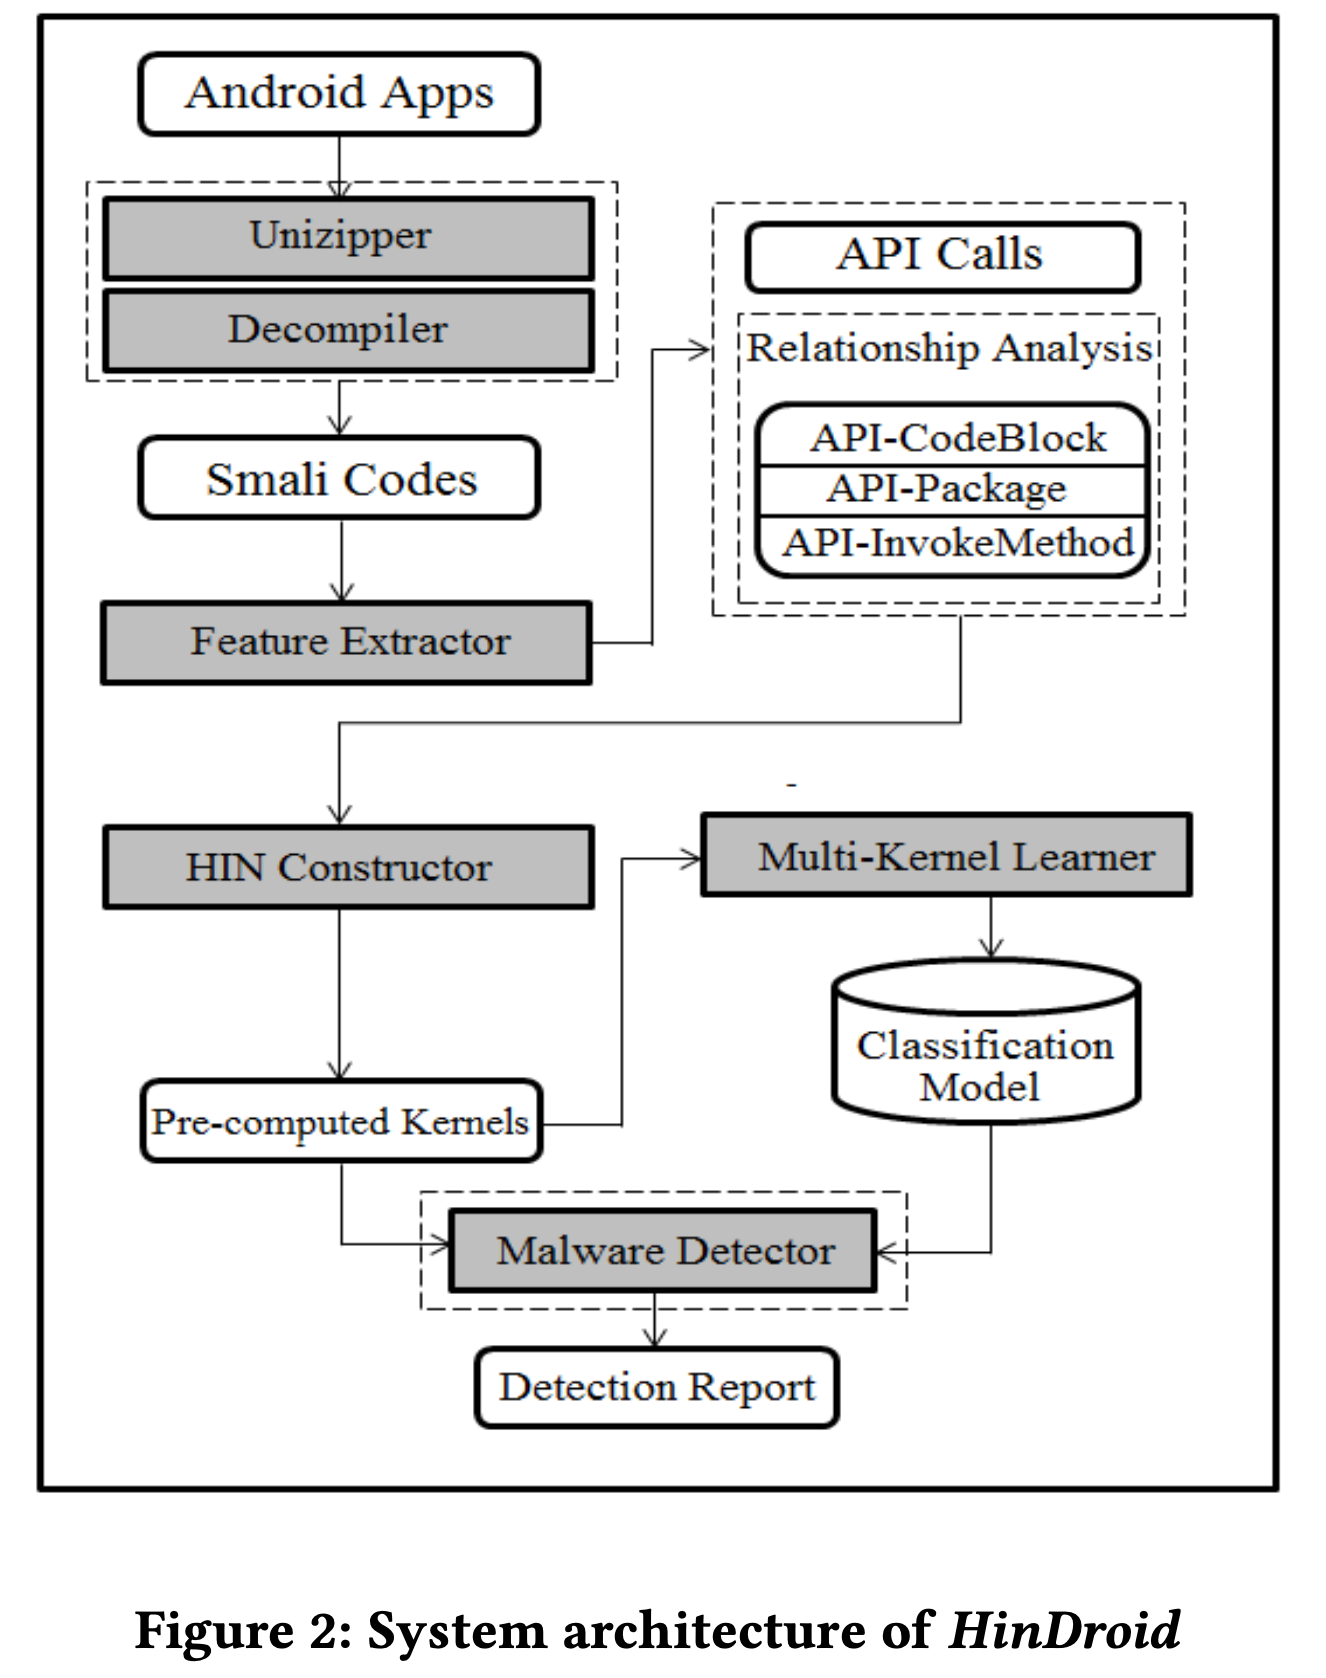 Android Apps
Unizipper
Decompiler
Smali Codes
Feature Extractor
API Calls
Relationship Analysis
API-CodeBlock
API-Package
API-InvokeMethod
HIN Constructor
-
Multi-Kernel Learner
Classification
Model
Pre-computed Kernels
Malware Detector
Detection Report
Figure 2: System architecture of HinDroid